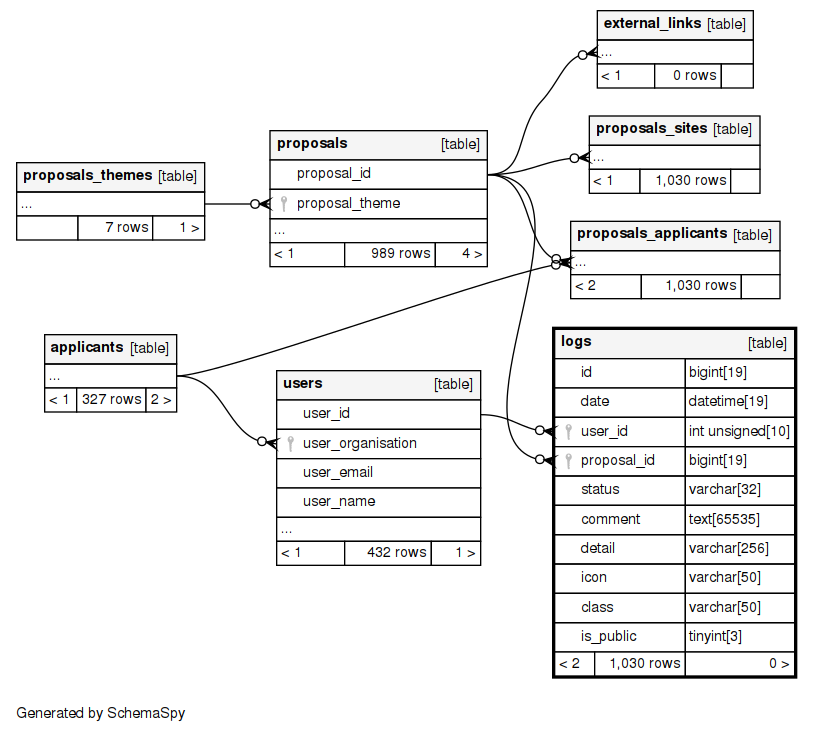 external_links [table]
...
< 1 0 rows
proposals_sites [table]
...
< 1 1,030 rows
proposals [table]
proposal_id
proposal_theme
...
< 1 989 rows 4 >
proposals_themes [table]
...
7 rows 1 >
proposals_applicants [table]
...
< 2 1,030 rows
applicants [table]
...
< 1 327 rows 2 >
users [table]
user_id
user_organisation
user_email
user_name
...
< 1 432 rows 1 >
logs [table]
id bigint[19]
date datetime[19]
user_id int unsigned[10]
proposal_id bigint[19]
status varchar[32]
comment text[65535]
detail varchar[256]
icon varchar[50]
class varchar[50]
is_public tinyint[3]
< 2 1,030 rows 0 >
Generated by SchemaSpy